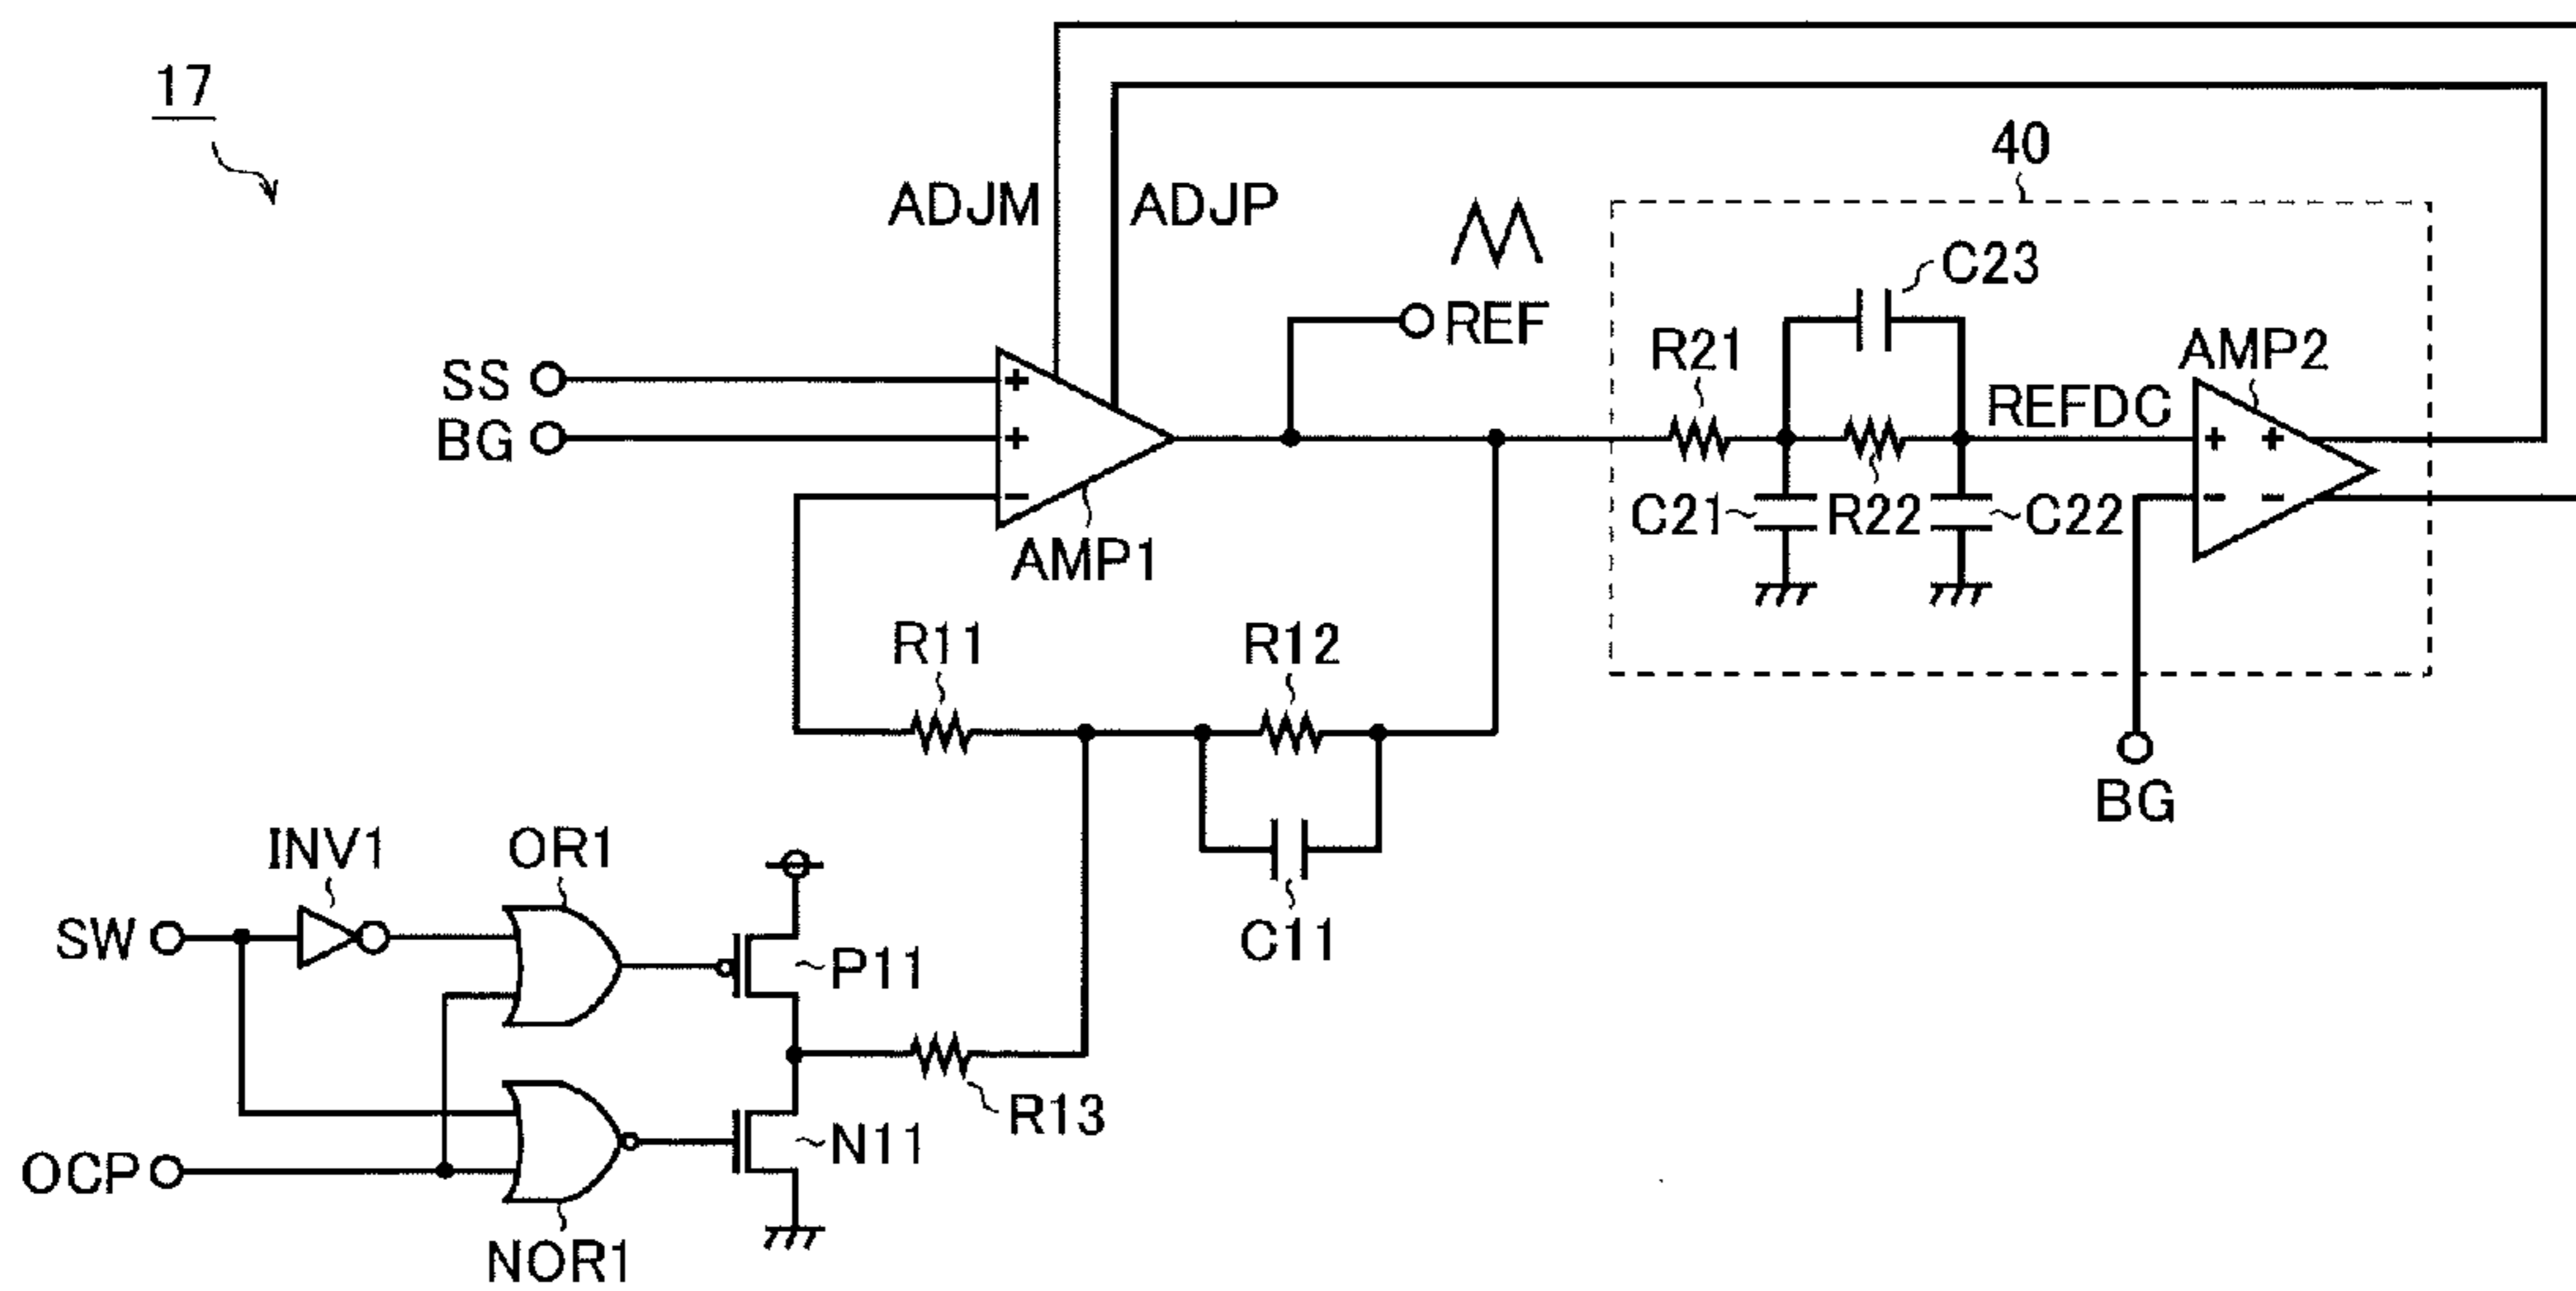 17
40
ADJM
ADJP
C23
REF
R21
AMP2
SS
REFDC
BG
+
+
−
+
+
−
−
C21
R22
C22
AMP1
R11
R12
BG
INV1
OR1
SW
P11
C11
R13
N11
OCP
NOR1